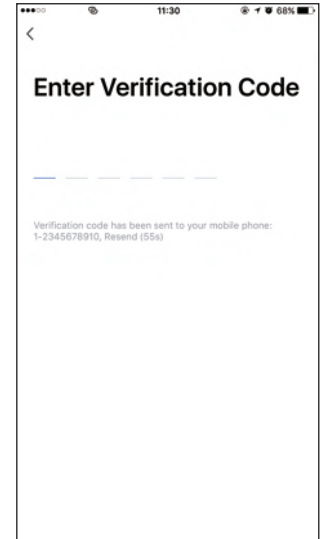 11:30 68%
Enter Verification Code
Verification code has been sent to your mobile phone:
1-2345678910, Resend (55s)